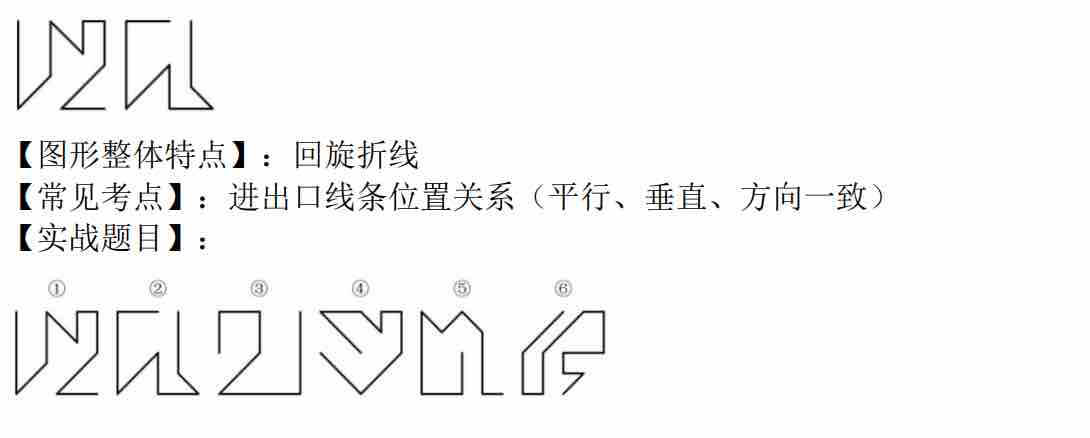 【图形整体特点】：回旋折线
【常见考点】：进出口线条位置关系（平行、垂直、方向一致）
【实战题目】：
① ② ③ ④ ⑤ ⑥